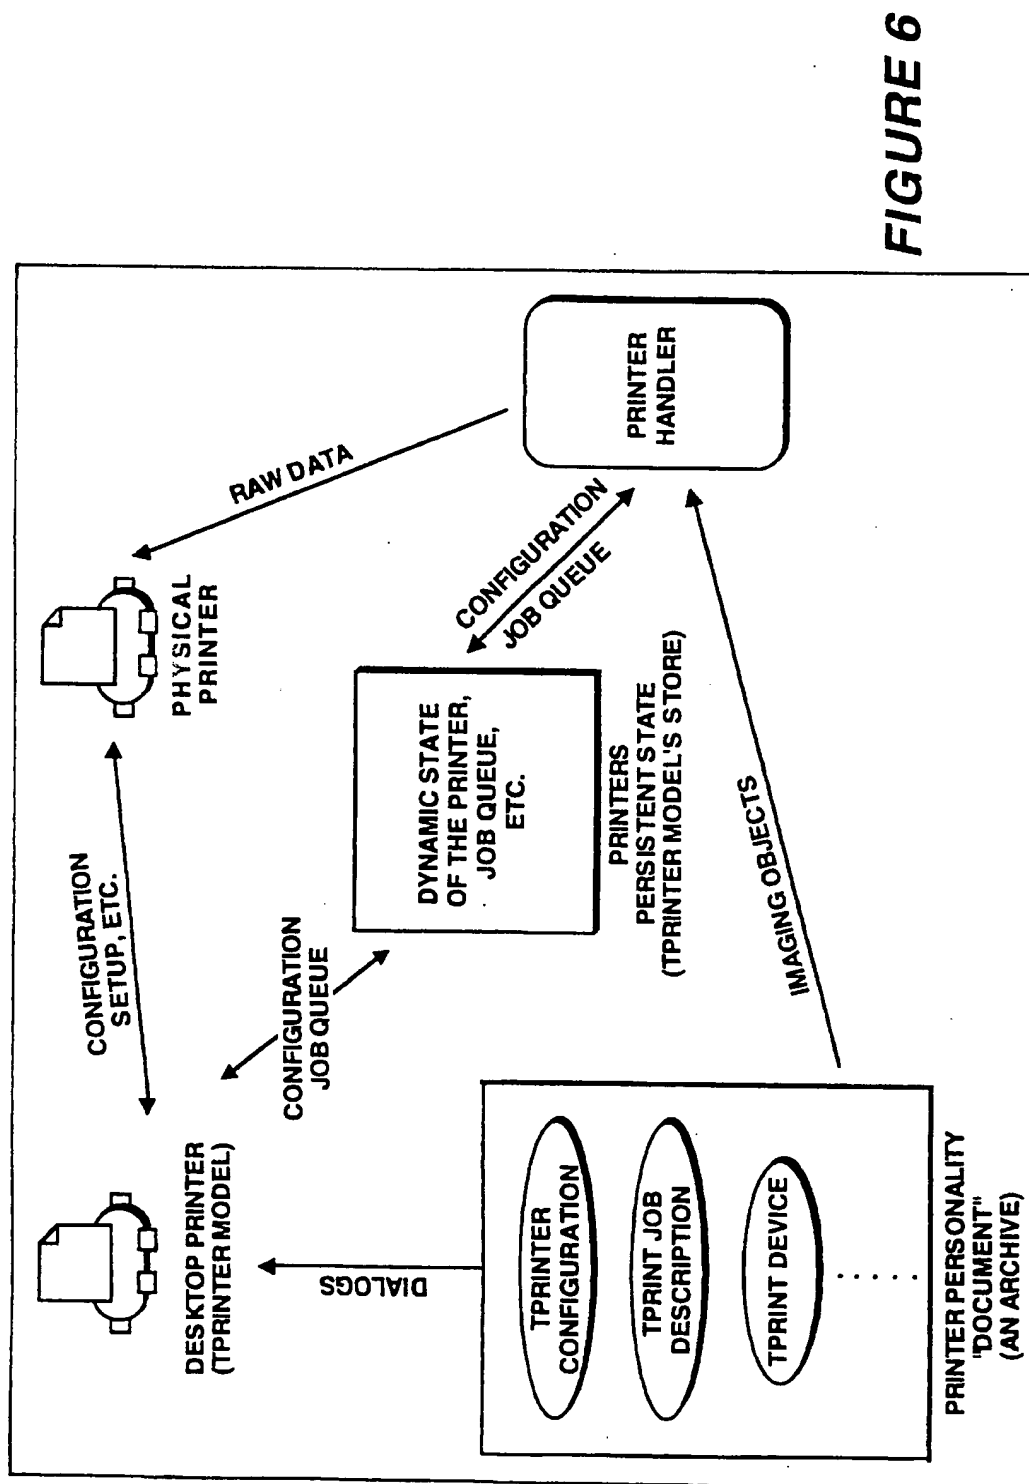 DESKTOP PRINTER
(TPRINTER MODEL)
CONFIGURATION
SETUP, ETC.
PHYSICAL
PRINTER
RAW DATA
DIALOGS
CONFIGURATION
JOB QUEUE
DYNAMIC STATE
OF THE PRINTER,
JOB QUEUE,
ETC.
CONFIGURATION
JOB QUEUE
PRINTERS
PERSISTENT STATE
(TPRINTER MODEL'S STORE)
PRINTER
HANDLER
TPRINTER
CONFIGURATION
TPRINT JOB
DESCRIPTION
TPRINT DEVICE
. . . . .
IMAGING OBJECTS
PRINTER PERSONALITY
"DOCUMENT"
(AN ARCHIVE)
FIGURE 6